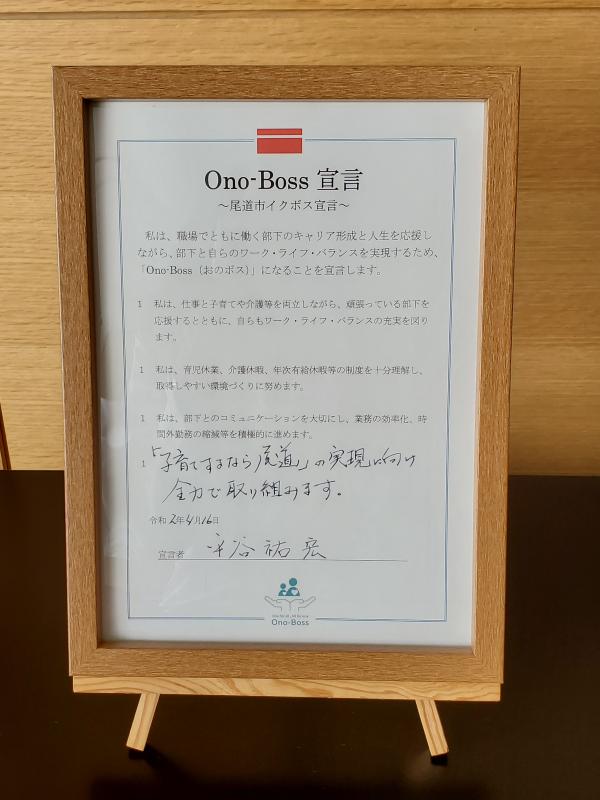 Ono-Boss 宣言
～尾道市イクボス宣言～
私は、職場でともに働く部下のキャリア形成と人生を応援し
ながら、部下と自らのワーク・ライフ・バランスを実現するため、
「Ono-Boss（おのボス）」になることを宣言します。
1 私は、仕事と子育てや介護等を両立しながら、頑張っている部下を
応援するとともに、自らもワーク・ライフ・バランスの充実を図り
ます。
1 私は、育児休業、介護休暇、年次有給休暇等の制度を十分理解し、
取得しやすい環境づくりに努めます。
1 私は、部下とのコミュニケーションを大切にし、業務の効率化、時
間外勤務の縮減等を積極的に進めます。
1 「子育てするなら尾道」の実現に向け
全力で取り組みます。
令和2年4月16日
宣言者 平谷祐宏
Ono-Boss